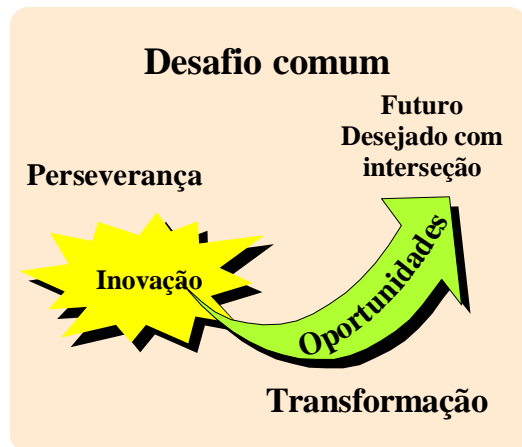 Desafio comum
Futuro
Desejado com
interseção
Perseverança
Inovação
Oportunidades
Transformação